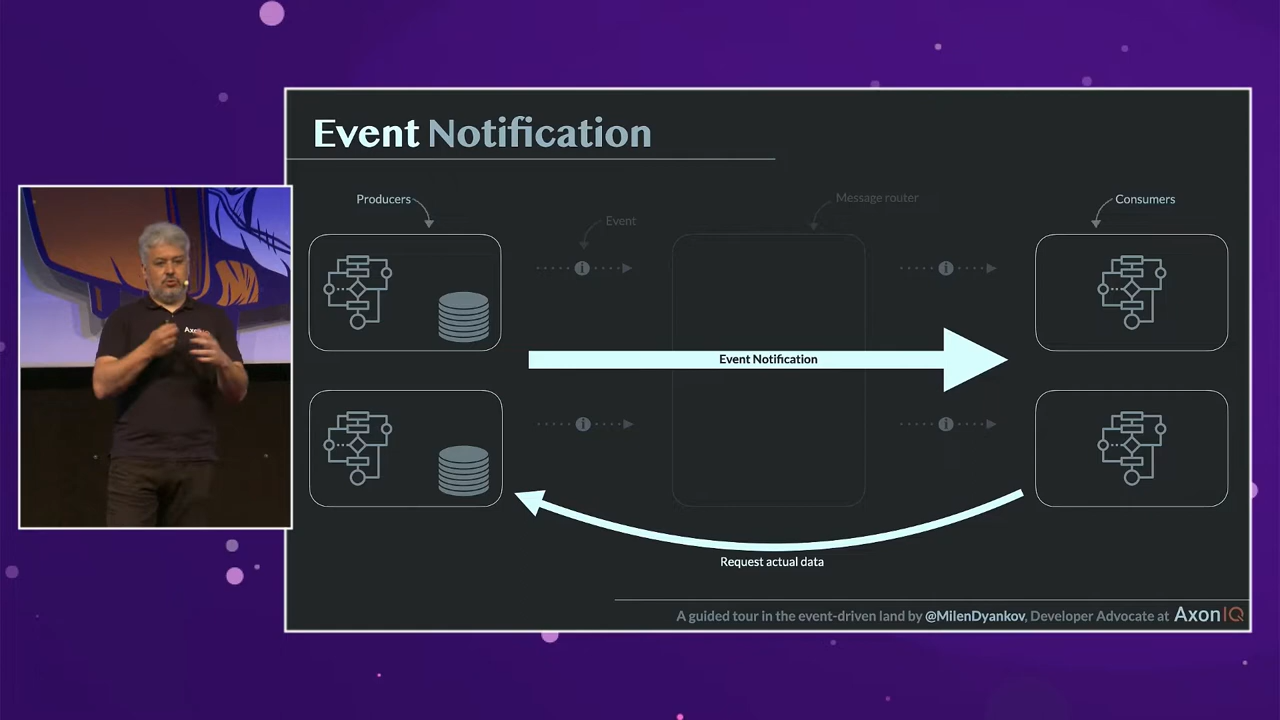 Event Notification
Producers
Event
Message router
Consumers
Event Notification
Request actual data
A guided tour in the event-driven land by @MilenDyankov, Developer Advocate at AxonIQ